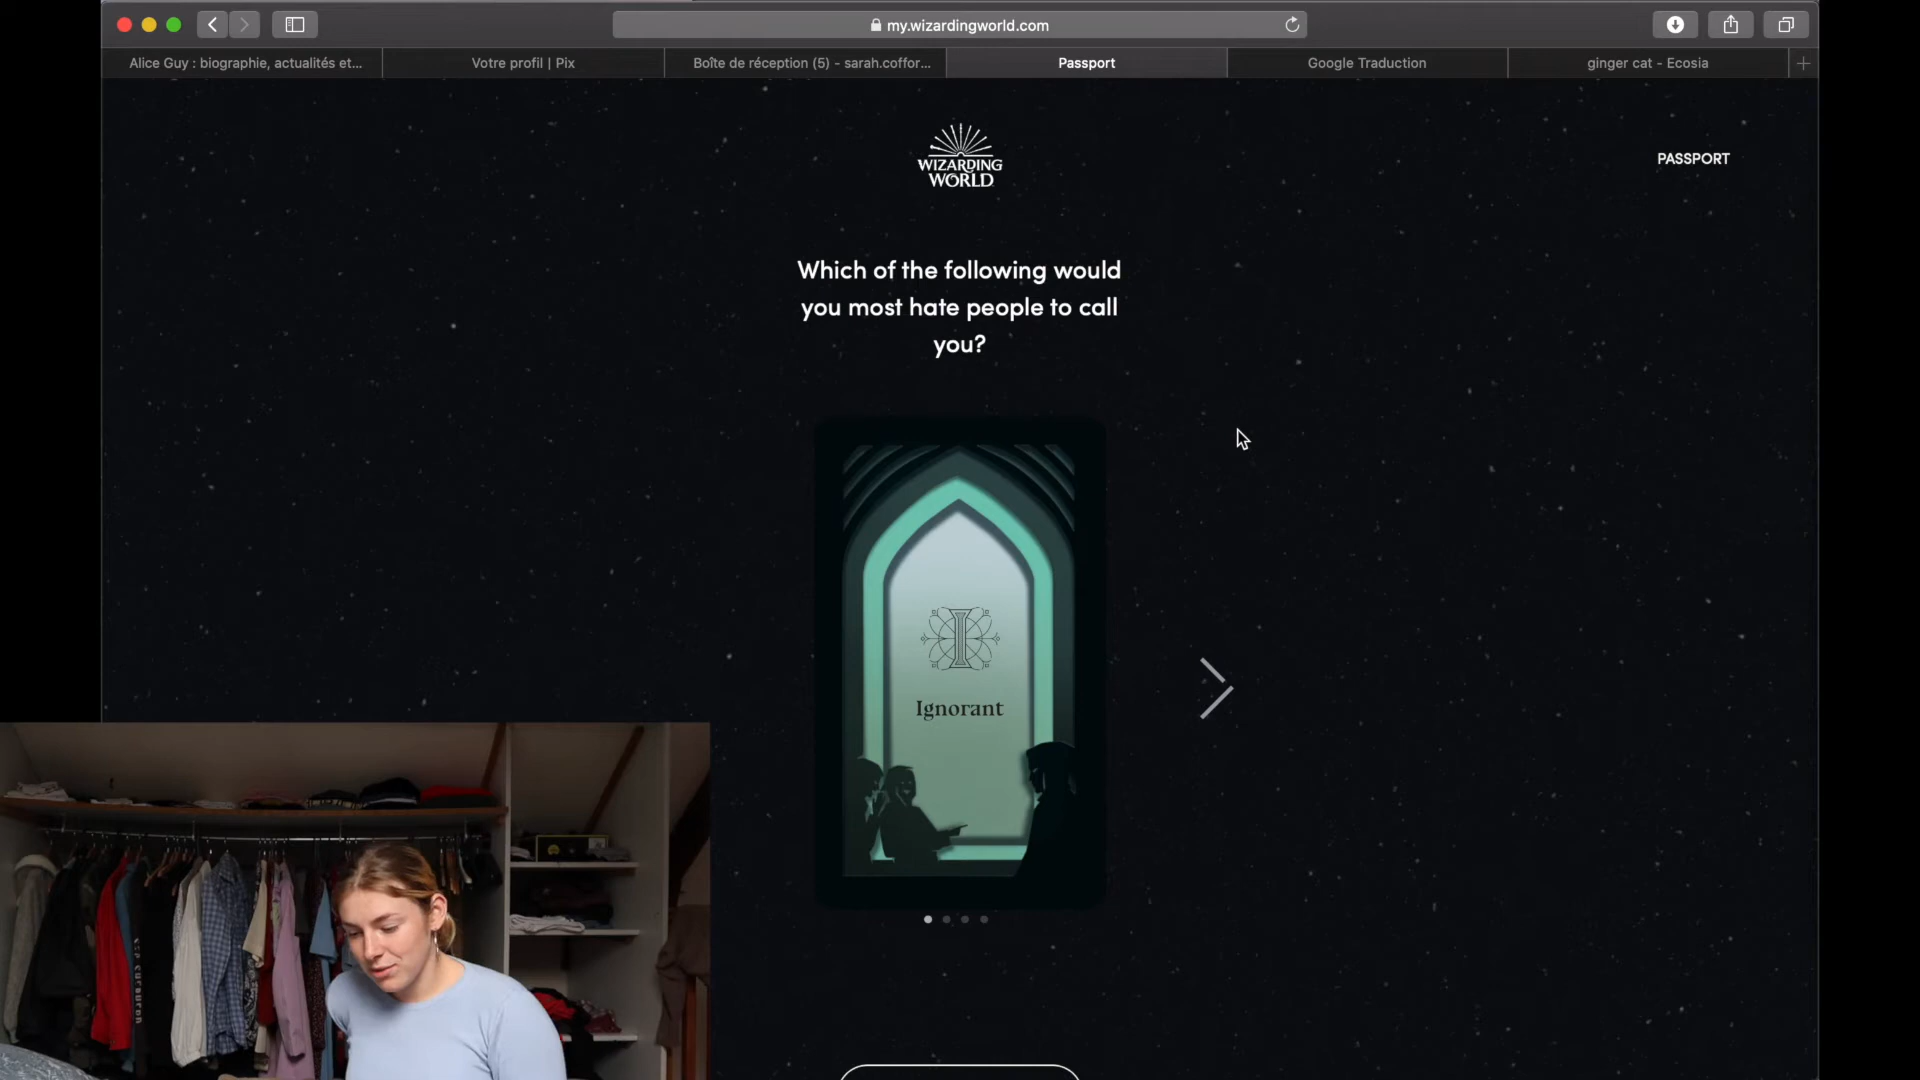 my.wizardingworld.com
Alice Guy : biographie, actualités et...
Votre profil | Pix
Boîte de réception (5) - sarah.coffor...
Passport
Google Traduction
ginger cat - Ecosia
WIZARDING
WORLD
PASSPORT
Which of the following would
you most hate people to call
you?
I
Ignorant